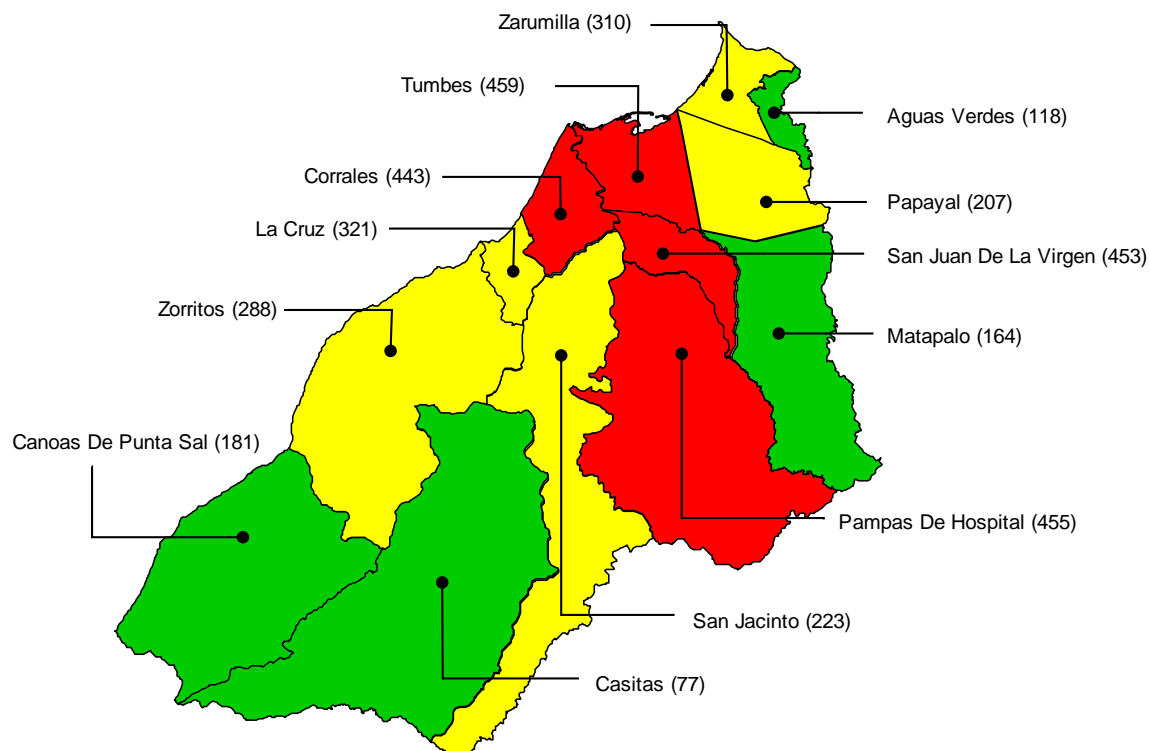 Zarumilla (310)
Tumbes (459)
Aguas Verdes (118)
Corrales (443)
Papayal (207)
La Cruz (321)
San Juan De La Virgen (453)
Zorritos (288)
Matapalo (164)
Canoas De Punta Sal (181)
Pampas De Hospital (455)
San Jacinto (223)
Casitas (77)